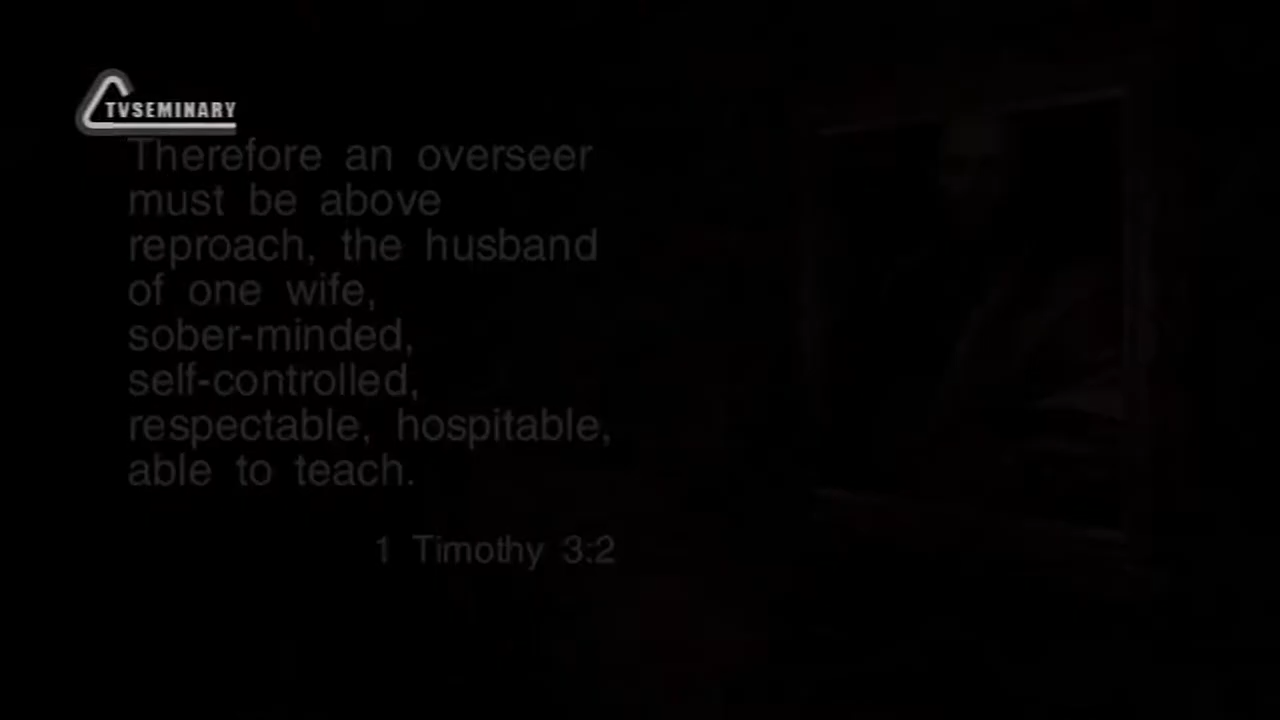 TVSEMINARY
Therefore an overseer
must be above
reproach, the husband
of one wife,
sober-minded,
self-controlled,
respectable, hospitable,
able to teach.
1 Timothy 3:2